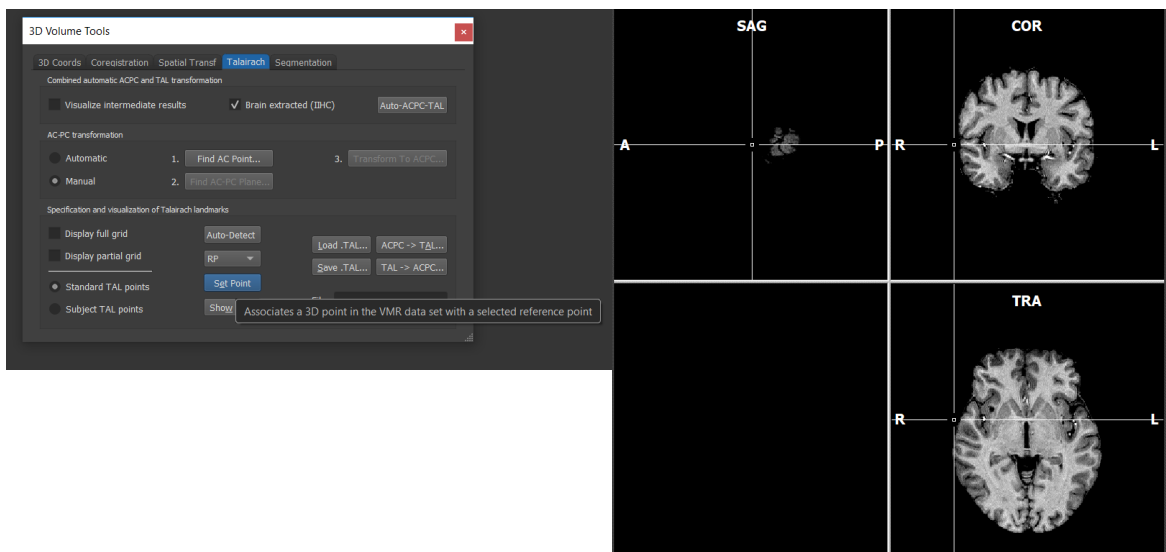 3D Volume Tools
3D Coords Coregistration Spatial Transf Talairach Segmentation
Combined automatic ACPC and TAL transformation
Visualize intermediate results Brain extracted (IIHC) Auto-ACPC-TAL
AC-PC transformation
Automatic 1. Find AC Point... 3. Transform To ACPC...
Manual 2. Find AC-PC Plane...
Specification and visualization of Talairach landmarks
Display full grid Auto-Detect
Load .TAL... ACPC -> TAL...
Display partial grid RP
Save .TAL... TAL -> ACPC...
Standard TAL points Set Point
Subject TAL points Show
Associates a 3D point in the VMR data set with a selected reference point
SAG
A P
COR
R L
TRA
R L